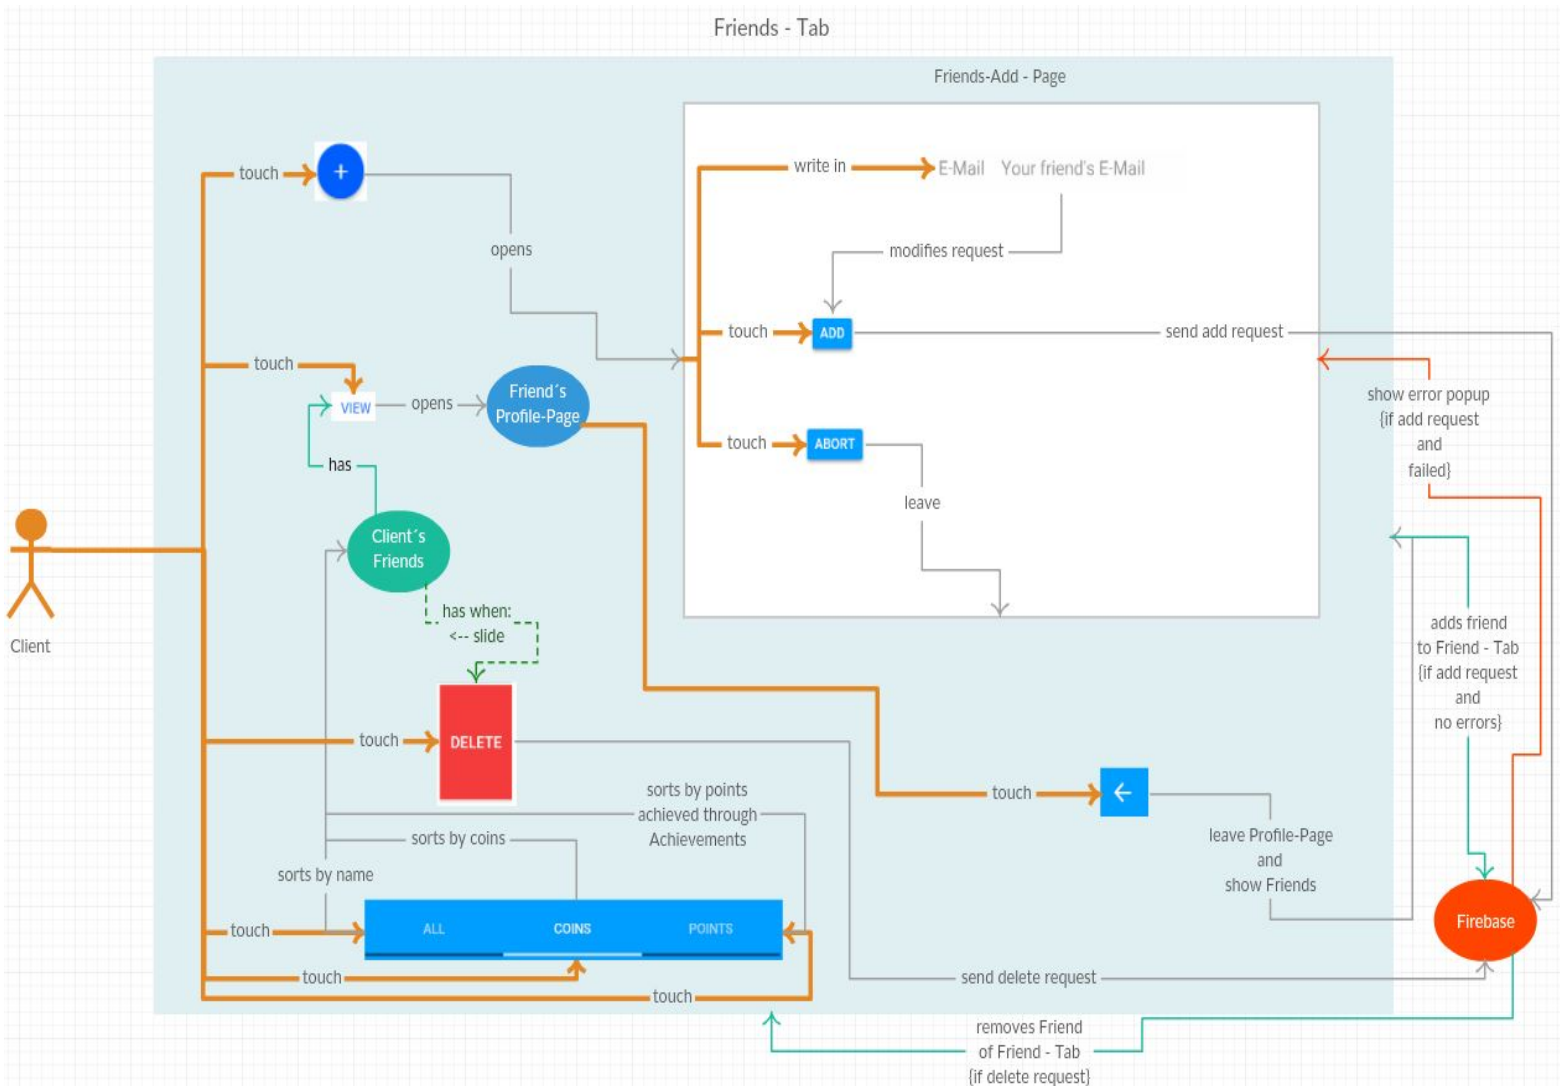 Friends - Tab
Friends-Add - Page
touch
+
write in
E-Mail Your friend's E-Mail
opens
modifies request
touch
ADD
send add request
touch
VIEW
opens
Friend´s
Profile-Page
show error popup
{if add request
and
failed}
touch
ABORT
has
leave
Client´s
Friends
Client
has when:
<-- slide
adds friend
to Friend - Tab
{if add request
and
no errors}
touch
DELETE
touch
←
sorts by points
achieved through
Achievements
sorts by coins
sorts by name
leave Profile-Page
and
show Friends
touch
ALL
COINS
POINTS
Firebase
touch
touch
send delete request
removes Friend
of Friend - Tab
{if delete request}